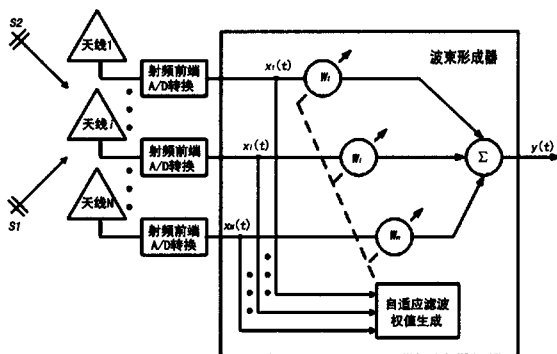 S2
天线1
射频前端
A/D转换
x₁(t)
W₁
波束形成器
天线i
射频前端
A/D转换
xᵢ(t)
Wᵢ
Σ
y(t)
S1
天线N
射频前端
A/D转换
x_N(t)
Wₙ
自适应滤波
权值生成